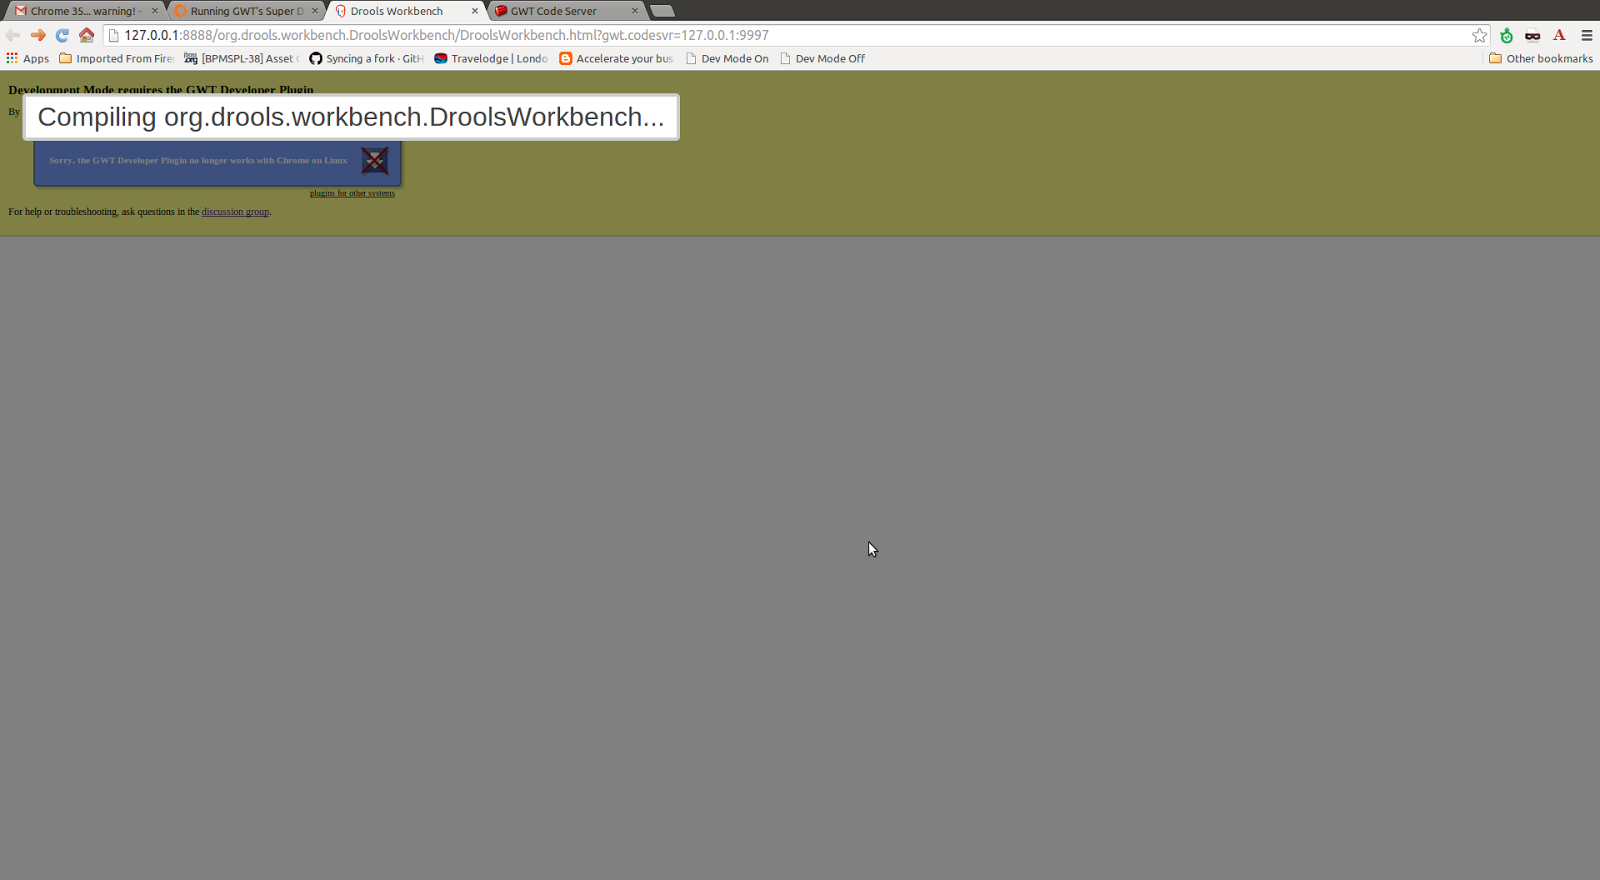 Chrome 35... warning! -
Running GWT's Super D
Drools Workbench
GWT Code Server
127.0.0.1:8888/org.drools.workbench.DroolsWorkbench/DroolsWorkbench.html?gwt.codesvr=127.0.0.1:9997
Apps
Imported From Fire
[BPMSPL-38] Asset
Syncing a fork · GitH
Travelodge | Londo
Accelerate your bus
Dev Mode On
Dev Mode Off
Other bookmarks
Development Mode requires the GWT Developer Plugin
By
Compiling org.drools.workbench.DroolsWorkbench...
Sorry, the GWT Developer Plugin no longer works with Chrome on Linux
plugins for other systems
For help or troubleshooting, ask questions in the discussion group.